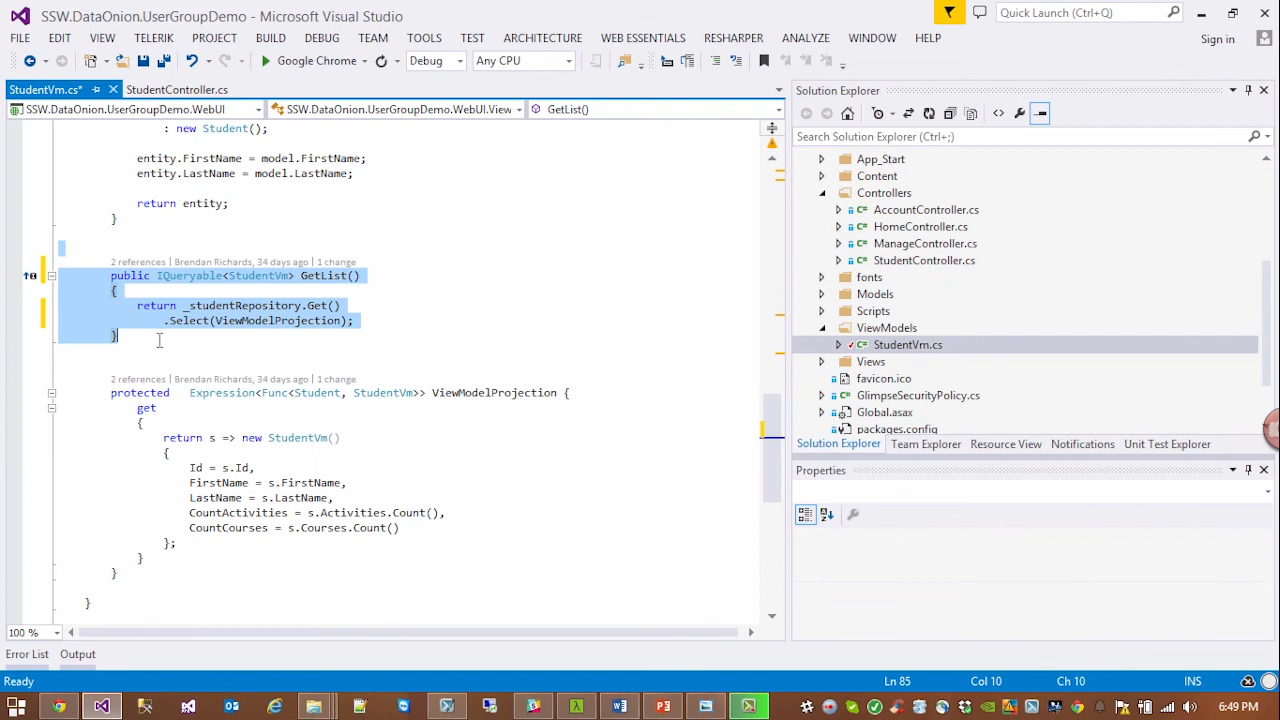 SSW.DataOnion.UserGroupDemo - Microsoft Visual Studio
Quick Launch (Ctrl+Q)
FILE EDIT VIEW TELERIK PROJECT BUILD DEBUG TEAM TOOLS TEST ARCHITECTURE WEB ESSENTIALS RESHARPER ANALYZE WINDOW HELP Sign in
Google Chrome Debug Any CPU
StudentVm.cs* StudentController.cs
SSW.DataOnion.UserGroupDemo.WebUI SSW.DataOnion.UserGroupDemo.WebUI.View GetList()
: new Student();
entity.FirstName = model.FirstName;
entity.LastName = model.LastName;
return entity;
}
2 references | Brendan Richards, 34 days ago | 1 change
public IQueryable<StudentVm> GetList()
{
return _studentRepository.Get()
.Select(ViewModelProjection);
}
2 references | Brendan Richards, 34 days ago | 1 change
protected Expression<Func<Student, StudentVm>> ViewModelProjection {
get
{
return s => new StudentVm()
{
Id = s.Id,
FirstName = s.FirstName,
LastName = s.LastName,
CountActivities = s.Activities.Count(),
CountCourses = s.Courses.Count()
};
}
}
}
100 %
Error List Output
Solution Explorer
Search Solution Explorer (Ctrl+;)
App_Start
Content
Controllers
AccountController.cs
HomeController.cs
ManageController.cs
StudentController.cs
fonts
Models
Scripts
ViewModels
StudentVm.cs
Views
favicon.ico
GlimpseSecurityPolicy.cs
Global.asax
packages.config
Solution Explorer Team Explorer Resource View Notifications Unit Test Explorer
Properties
Ready Ln 85 Col 10 Ch 10 INS
6:49 PM